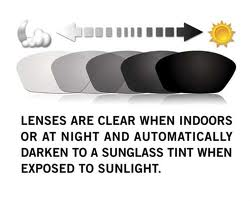 LENSES ARE CLEAR WHEN INDOORS
OR AT NIGHT AND AUTOMATICALLY
DARKEN TO A SUNGLASS TINT WHEN
EXPOSED TO SUNLIGHT.